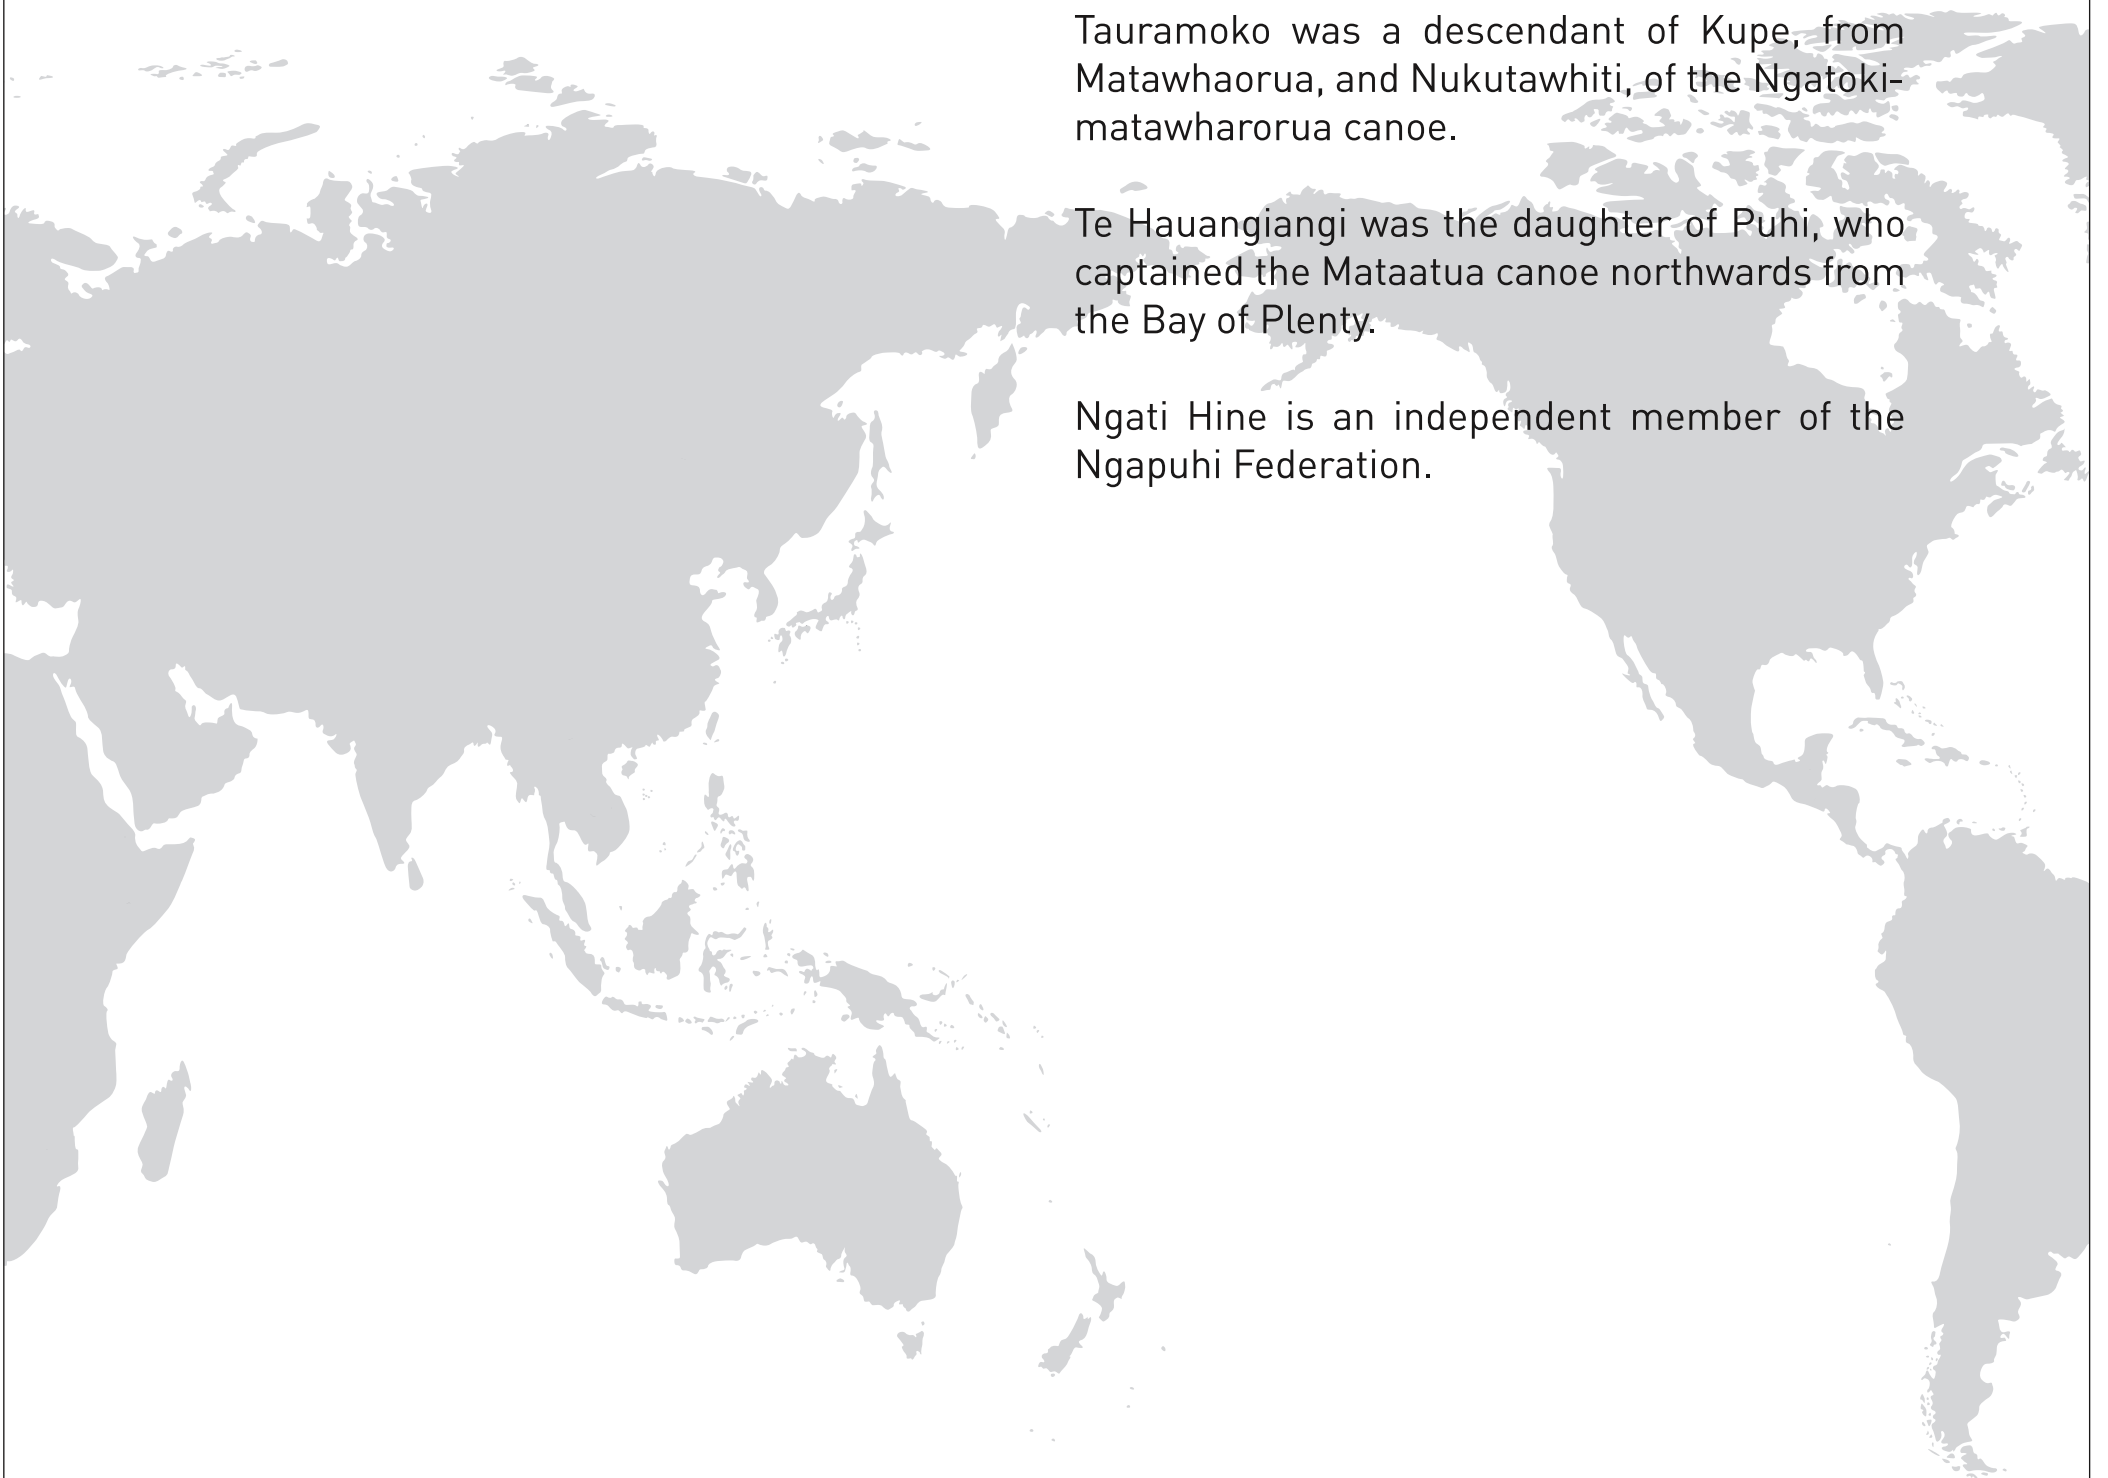 Tauramoko was a descendant of Kupe, from
Matawhaorua, and Nukutawhiti, of the Ngatoki-
matawharorua canoe.
Te Hauangiangi was the daughter of Puhi, who
captained the Mataatua canoe northwards from
the Bay of Plenty.
Ngati Hine is an independent member of the
Ngapuhi Federation.